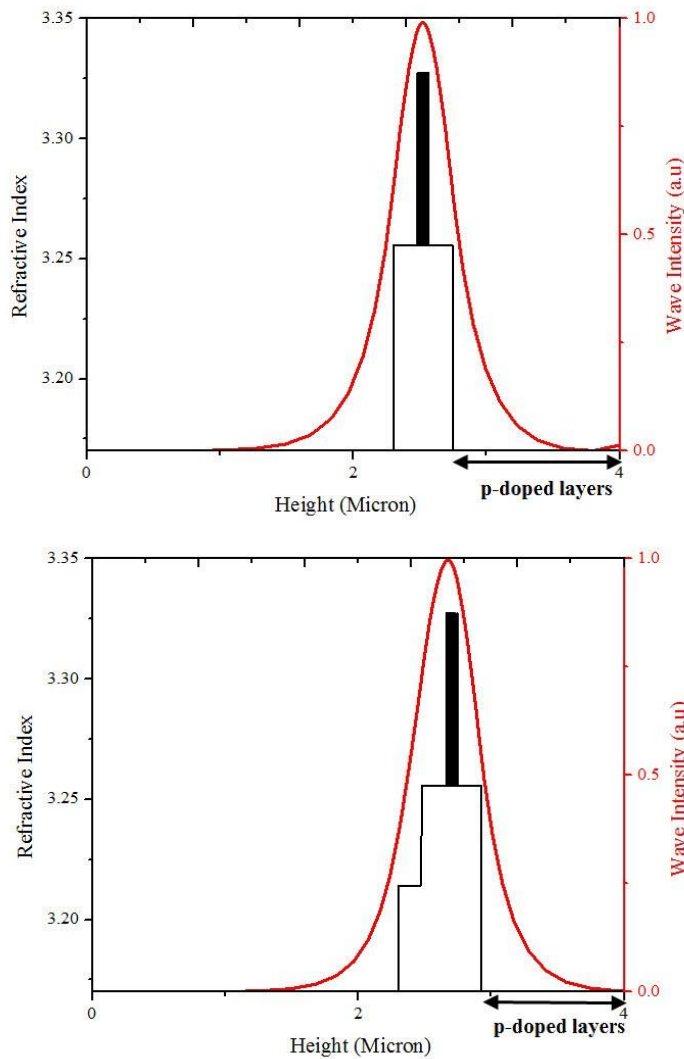 3.35
3.30
3.25
3.20
Refractive Index
1.0
0.5
0.0
Wave Intensity (a.u)
0
2
4
p-doped layers
Height (Micron)
3.35
3.30
3.25
3.20
Refractive Index
1.0
0.5
0.0
Wave Intensity (a.u)
0
2
4
p-doped layers
Height (Micron)